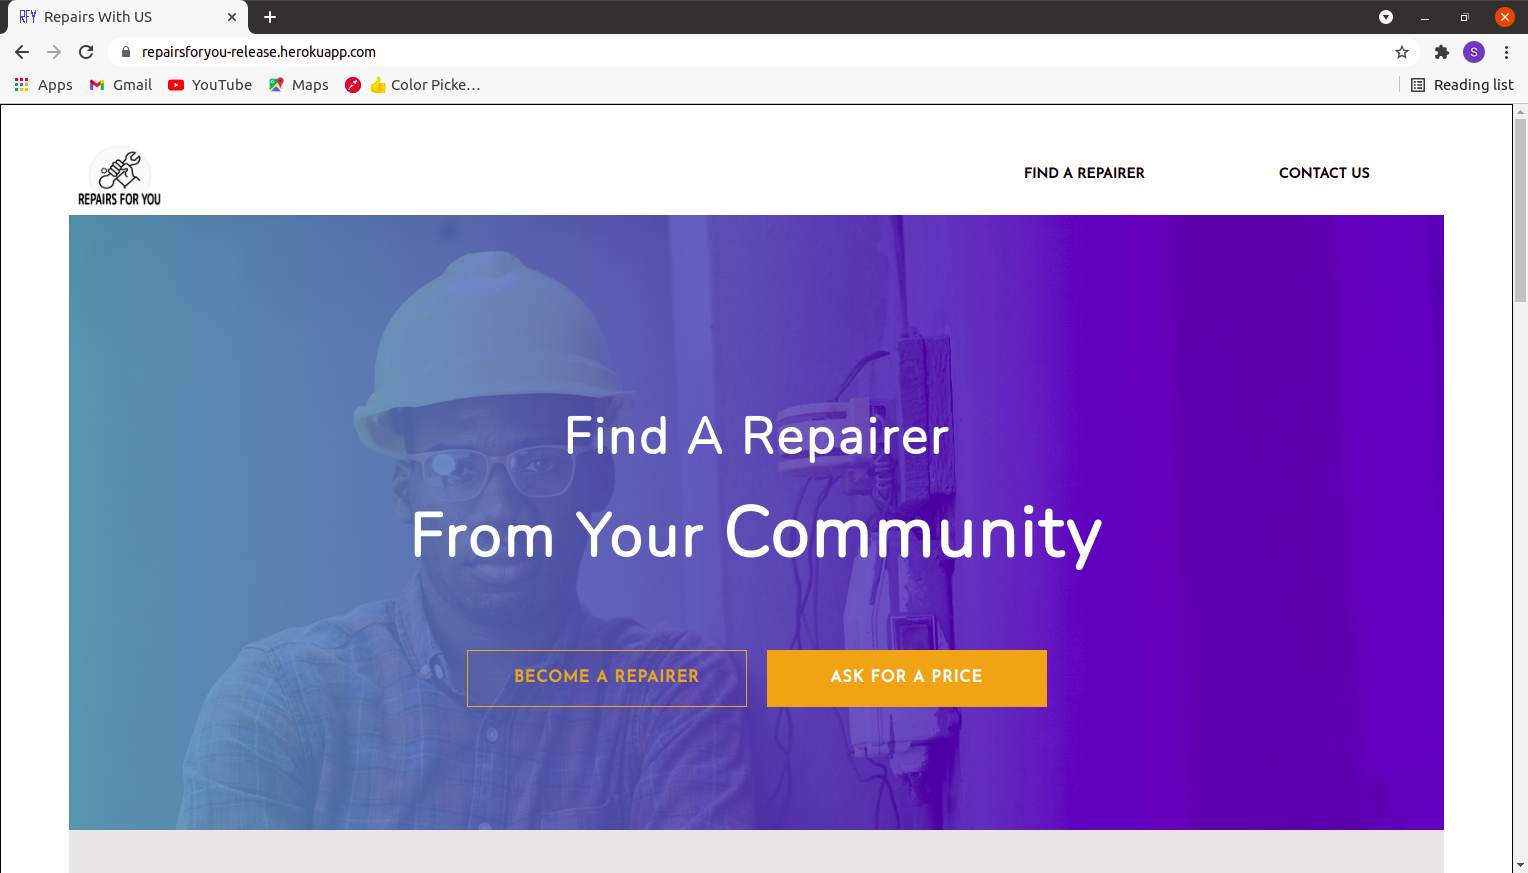 RFY Repairs With US
repairsforyou-release.herokuapp.com
S
Apps Gmail YouTube Maps 👍 Color Picke… Reading list
REPAIRS FOR YOU
FIND A REPAIRER CONTACT US
Find A Repairer
From Your Community
BECOME A REPAIRER ASK FOR A PRICE